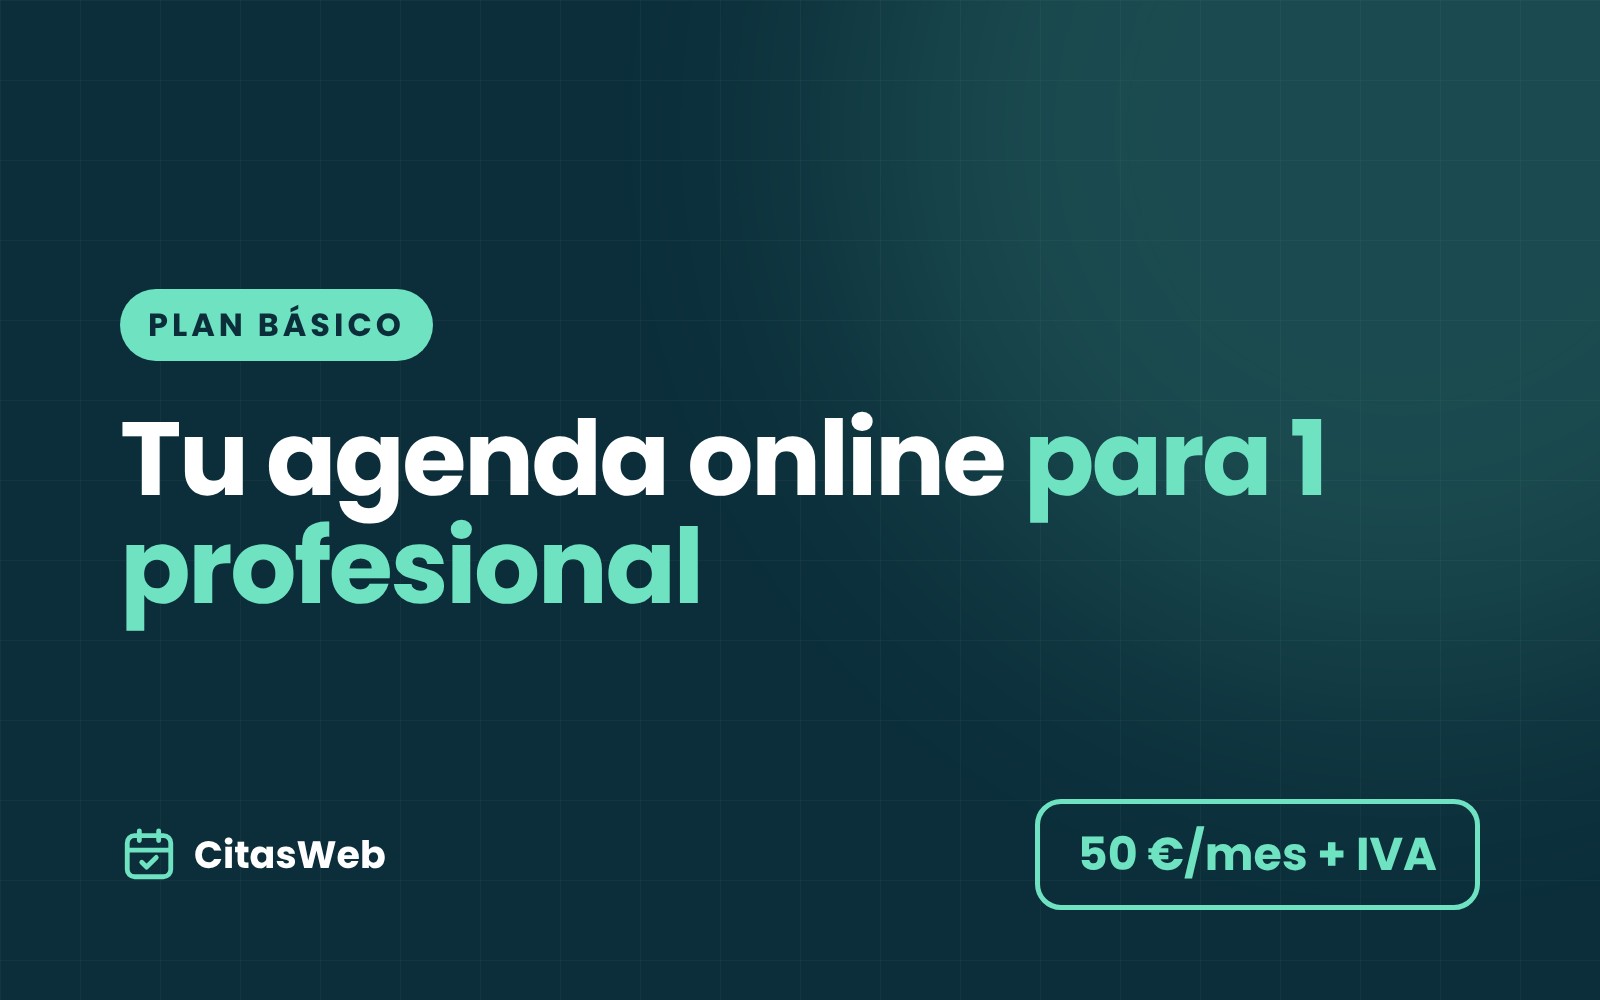 PLAN BÁSICO
Tu agenda online para 1
profesional
CitasWeb
50 €/mes + IVA